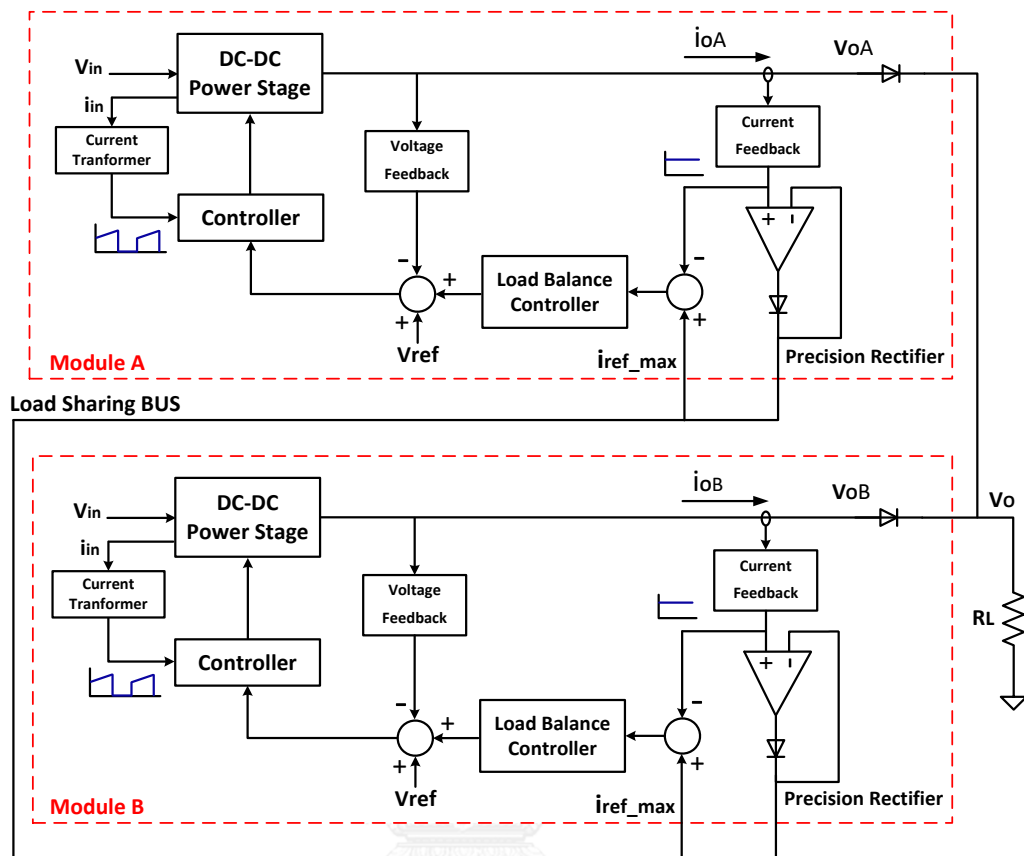 ioA
VoA
DC-DC
Power Stage
Vin
iin
Current
Tranformer
Voltage
Feedback
Current
Feedback
Controller
+ -
-
+
+
Vref
Load Balance
Controller
-
+
iref_max
Precision Rectifier
Module A
Load Sharing BUS
ioB
VoB
Vo
DC-DC
Power Stage
Vin
iin
Current
Tranformer
Voltage
Feedback
Current
Feedback
RL
Controller
+ -
-
+
+
Vref
Load Balance
Controller
-
+
iref_max
Precision Rectifier
Module B